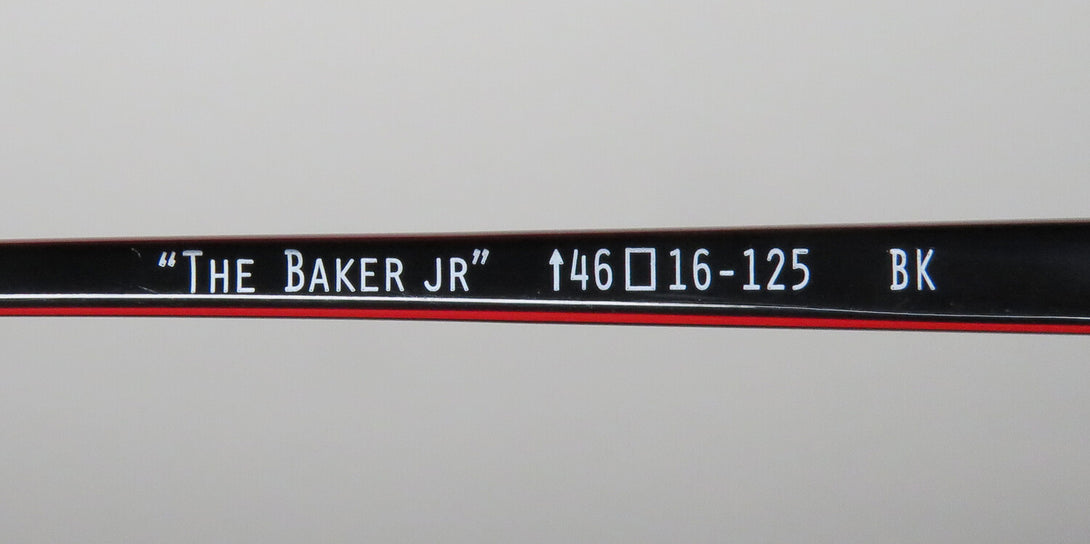 “The Baker jr” ↑46□16-125 BK